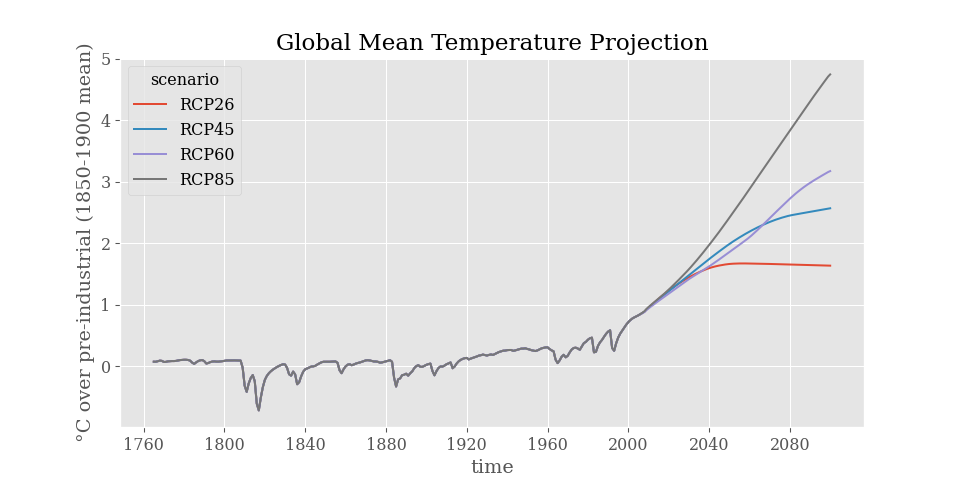 Global Mean Temperature Projection
°C over pre-industrial (1850-1900 mean)
5
4
3
2
1
0
scenario
RCP26
RCP45
RCP60
RCP85
1760 1800 1840 1880 1920 1960 2000 2040 2080
time